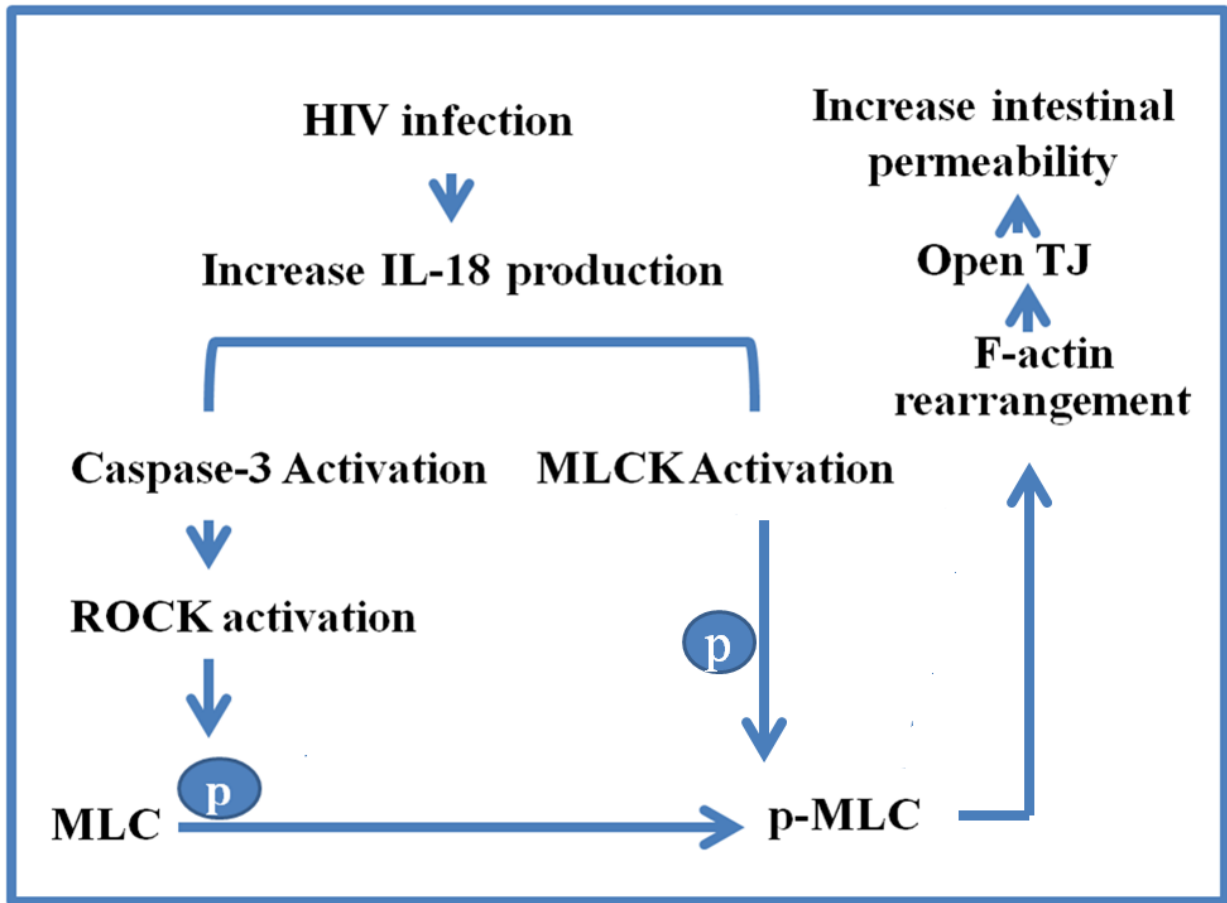 HIV infection
Increase IL-18 production
Caspase-3 Activation
MLCK Activation
ROCK activation
p
p
MLC
p-MLC
F-actin
rearrangement
Open TJ
Increase intestinal
permeability